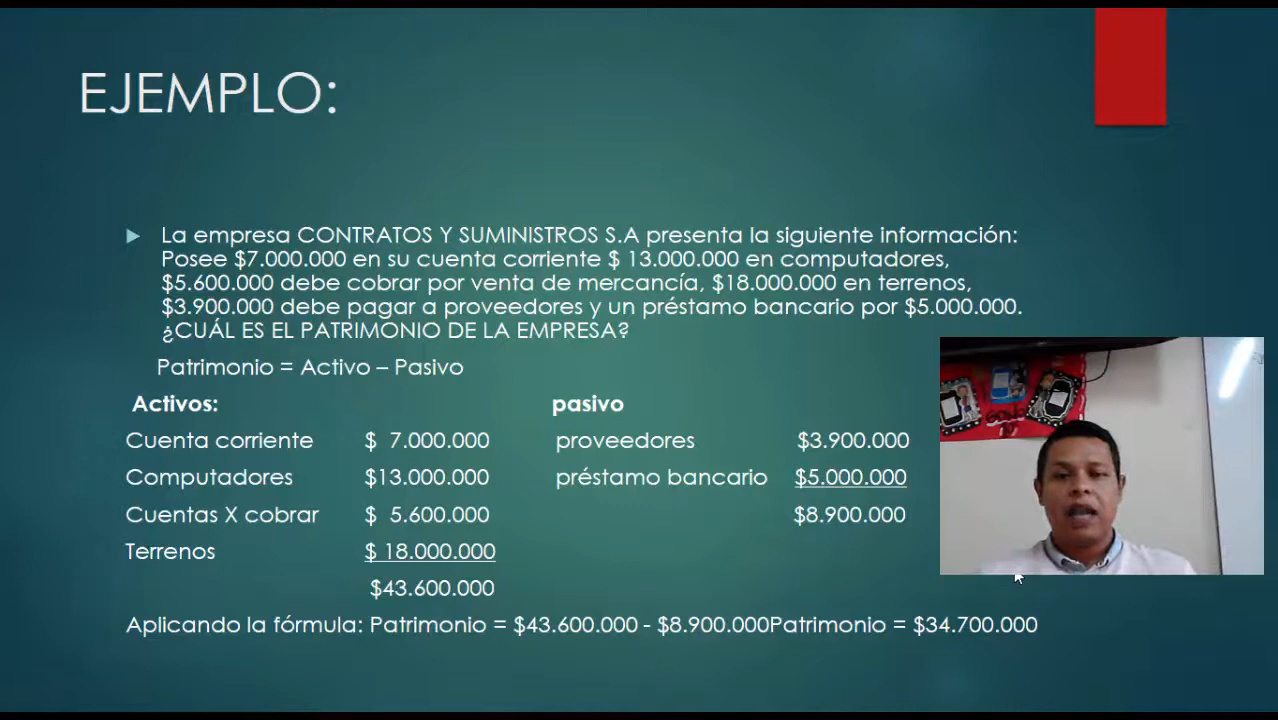 EJEMPLO:
La empresa CONTRATOS Y SUMINISTROS S.A presenta la siguiente información:
Posee $7.000.000 en su cuenta corriente $ 13.000.000 en computadores,
$5.600.000 debe cobrar por venta de mercancía, $18.000.000 en terrenos,
$3.900.000 debe pagar a proveedores y un préstamo bancario por $5.000.000.
¿CUÁL ES EL PATRIMONIO DE LA EMPRESA?
Patrimonio = Activo – Pasivo
Activos: pasivo
Cuenta corriente $ 7.000.000 proveedores $3.900.000
Computadores $13.000.000 préstamo bancario $5.000.000
Cuentas X cobrar $ 5.600.000 $8.900.000
Terrenos $ 18.000.000
$43.600.000
Aplicando la fórmula: Patrimonio = $43.600.000 - $8.900.000Patrimonio = $34.700.000